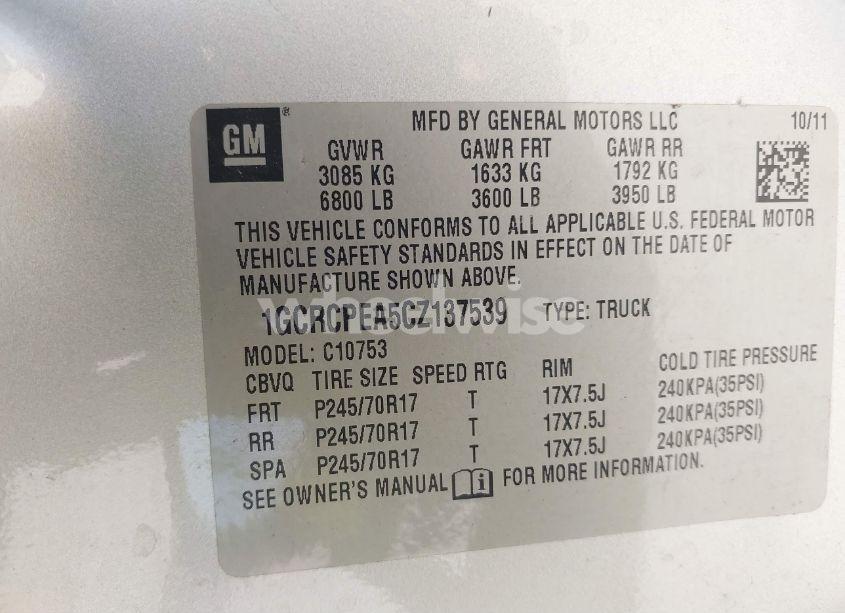 GM ® MFD BY GENERAL MOTORS LLC 10/11
GVWR GAWR FRT GAWR RR
3085 KG 1633 KG 1792 KG
6800 LB 3600 LB 3950 LB
THIS VEHICLE CONFORMS TO ALL APPLICABLE U.S. FEDERAL MOTOR
VEHICLE SAFETY STANDARDS IN EFFECT ON THE DATE OF
MANUFACTURE SHOWN ABOVE.
1GCRCPEA5CZ137539 TYPE: TRUCK
wheelwise
MODEL: C10753
CBVQ TIRE SIZE SPEED RTG RIM COLD TIRE PRESSURE
FRT P245/70R17 T 17X7.5J 240KPA(35PSI)
RR P245/70R17 T 17X7.5J 240KPA(35PSI)
SPA P245/70R17 T 17X7.5J 240KPA(35PSI)
SEE OWNER'S MANUAL i FOR MORE INFORMATION.